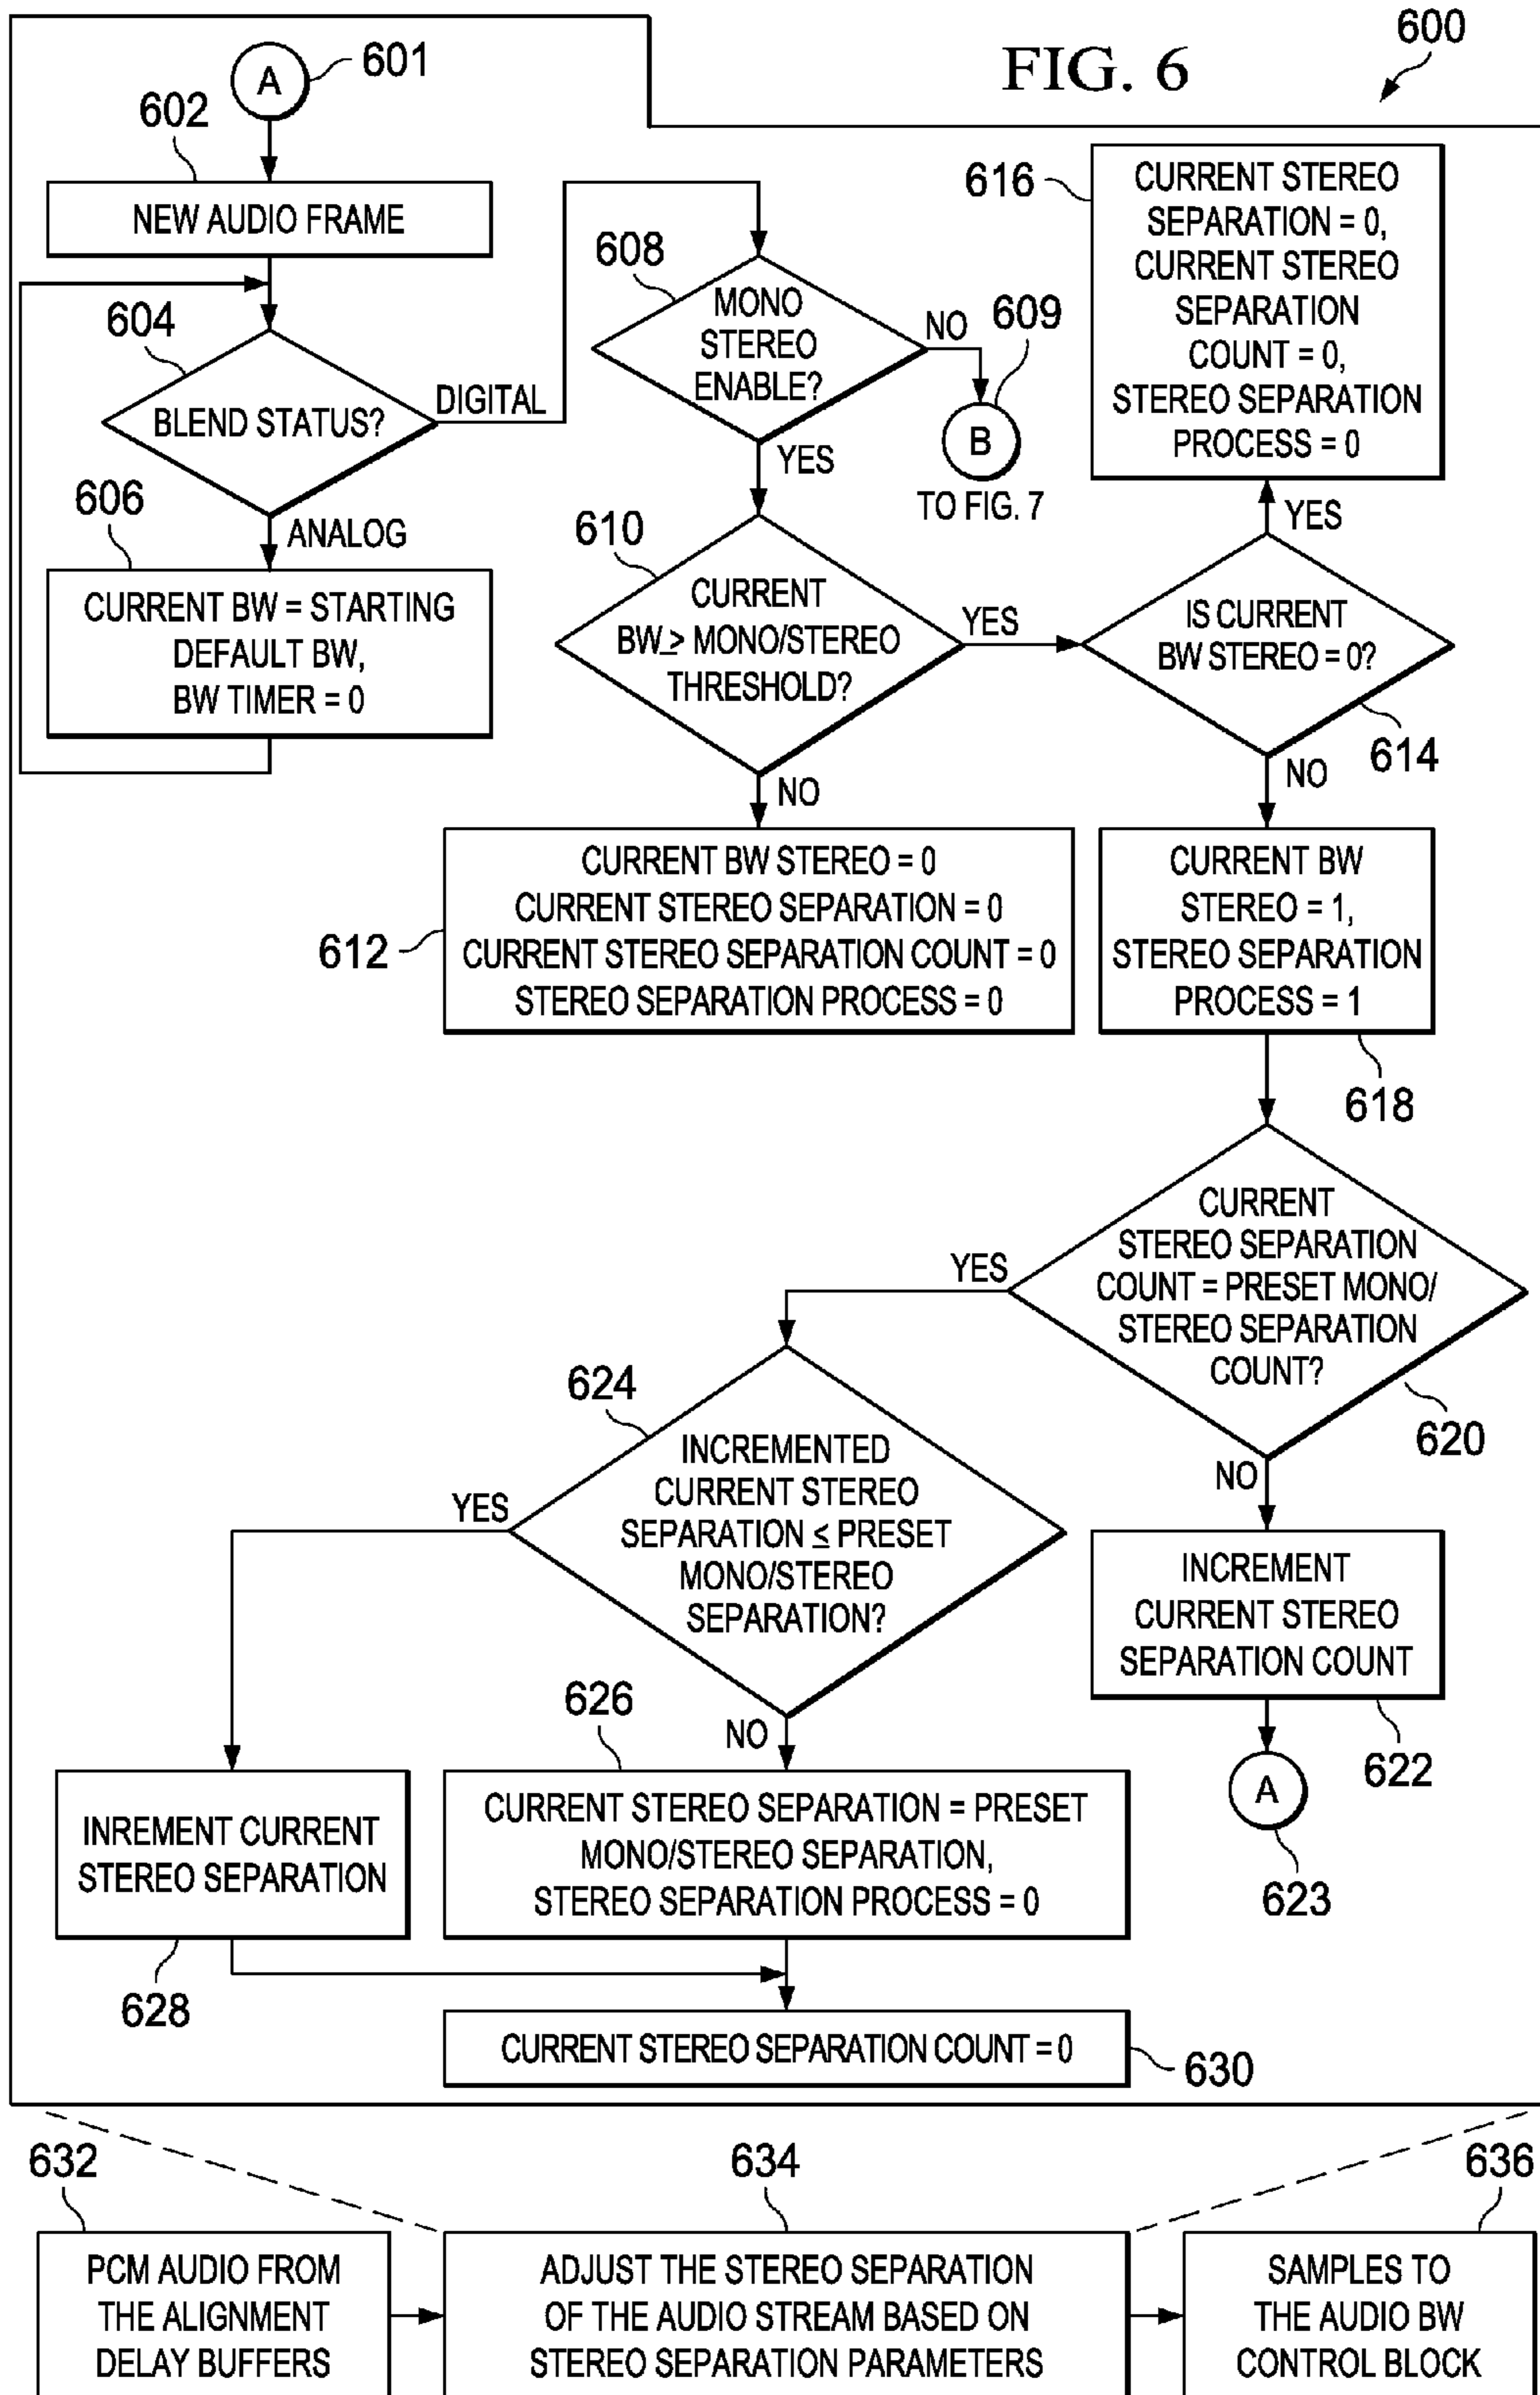 FIG. 6
600
A
601
602
NEW AUDIO FRAME
604
BLEND STATUS?
DIGITAL
ANALOG
606
CURRENT BW = STARTING
DEFAULT BW,
BW TIMER = 0
608
MONO
STEREO
ENABLE?
NO
609
B
TO FIG. 7
YES
610
CURRENT
BW ≥ MONO/STEREO
THRESHOLD?
YES
NO
612
CURRENT BW STEREO = 0
CURRENT STEREO SEPARATION = 0
CURRENT STEREO SEPARATION COUNT = 0
STEREO SEPARATION PROCESS = 0
616
CURRENT STEREO
SEPARATION = 0,
CURRENT STEREO
SEPARATION
COUNT = 0,
STEREO SEPARATION
PROCESS = 0
YES
IS CURRENT
BW STEREO = 0?
614
NO
CURRENT BW
STEREO = 1,
STEREO SEPARATION
PROCESS = 1
618
CURRENT
STEREO SEPARATION
COUNT = PRESET MONO/
STEREO SEPARATION
COUNT?
620
YES
NO
INCREMENT
CURRENT STEREO
SEPARATION COUNT
622
A
623
624
INCREMENTED
CURRENT STEREO
SEPARATION ≤ PRESET
MONO/STEREO
SEPARATION?
YES
NO
626
CURRENT STEREO SEPARATION = PRESET
MONO/STEREO SEPARATION,
STEREO SEPARATION PROCESS = 0
INREMENT CURRENT
STEREO SEPARATION
628
CURRENT STEREO SEPARATION COUNT = 0
630
632
PCM AUDIO FROM
THE ALIGNMENT
DELAY BUFFERS
634
ADJUST THE STEREO SEPARATION
OF THE AUDIO STREAM BASED ON
STEREO SEPARATION PARAMETERS
636
SAMPLES TO
THE AUDIO BW
CONTROL BLOCK